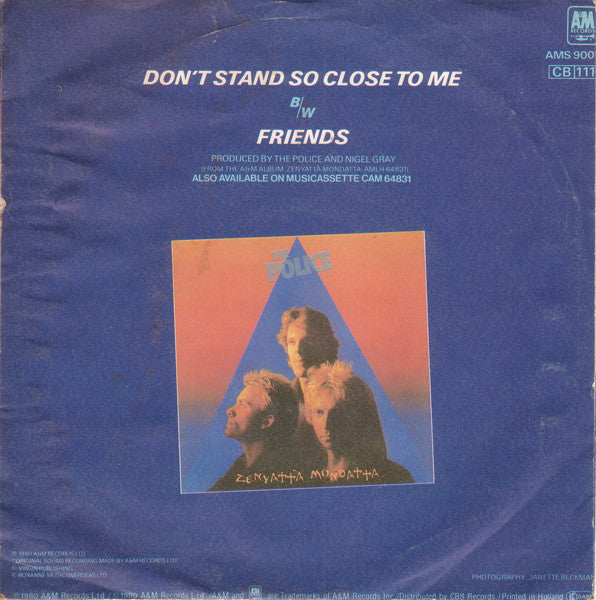 A&M
RECORDS
AMS 900
CB 111
DON'T STAND SO CLOSE TO ME
B/W
FRIENDS
PRODUCED BY THE POLICE AND NIGEL GRAY
(FROM THE A&M ALBUM: ZENYATTA MONDATTA: AMLH 64831)
ALSO AVAILABLE ON MUSICASSETTE CAM 64831
THE
POLICE
ZENYATTÀ MONDATTA
℗ 1980 A&M RECORDS LTD
"ORIGINAL SOUND RECORDING MADE BY A&M RECORDS LTD."
© VIRGIN PUBLISHING
© ROXANNE MUSIC OVERSEAS LTD
PHOTOGRAPHY: JANETTE BECKMAN
℗ 1980 A&M Records Ltd./© 1980 A&M Records Ltd./A&M and are Trademarks of A&M Records Inc./Distributed by CBS Records./Printed in Holland